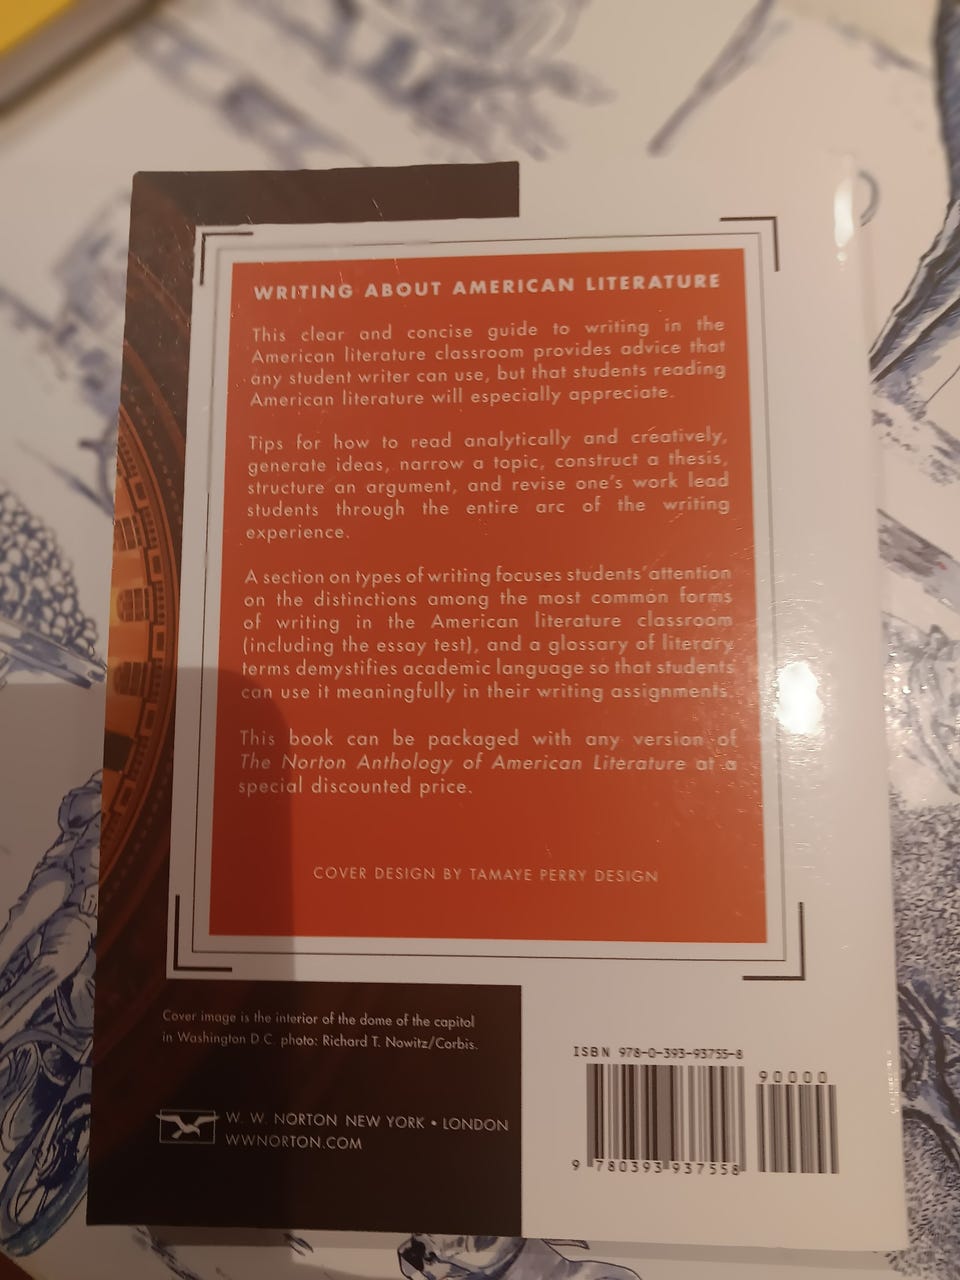 WRITING ABOUT AMERICAN LITERATURE
This clear and concise guide to writing in the
American literature classroom provides advice that
any student writer can use, but that students reading
American literature will especially appreciate.
Tips for how to read analytically and creatively,
generate ideas, narrow a topic, construct a thesis,
structure an argument, and revise one's work lead
students through the entire arc of the writing
experience.
A section on types of writing focuses students' attention
on the distinctions among the most common forms
of writing in the American literature classroom
(including the essay test), and a glossary of literary
terms demystifies academic language so that students
can use it meaningfully in their writing assignments.
This book can be packaged with any version of
The Norton Anthology of American Literature at a
special discounted price.
COVER DESIGN BY TAMAYE PERRY DESIGN
Cover image is the interior of the dome of the capitol
in Washington D C. photo: Richard T. Nowitz/Corbis.
W. W. NORTON NEW YORK • LONDON
WWNORTON.COM
ISBN 978-0-393-93755-8
90000
9 780393 937558